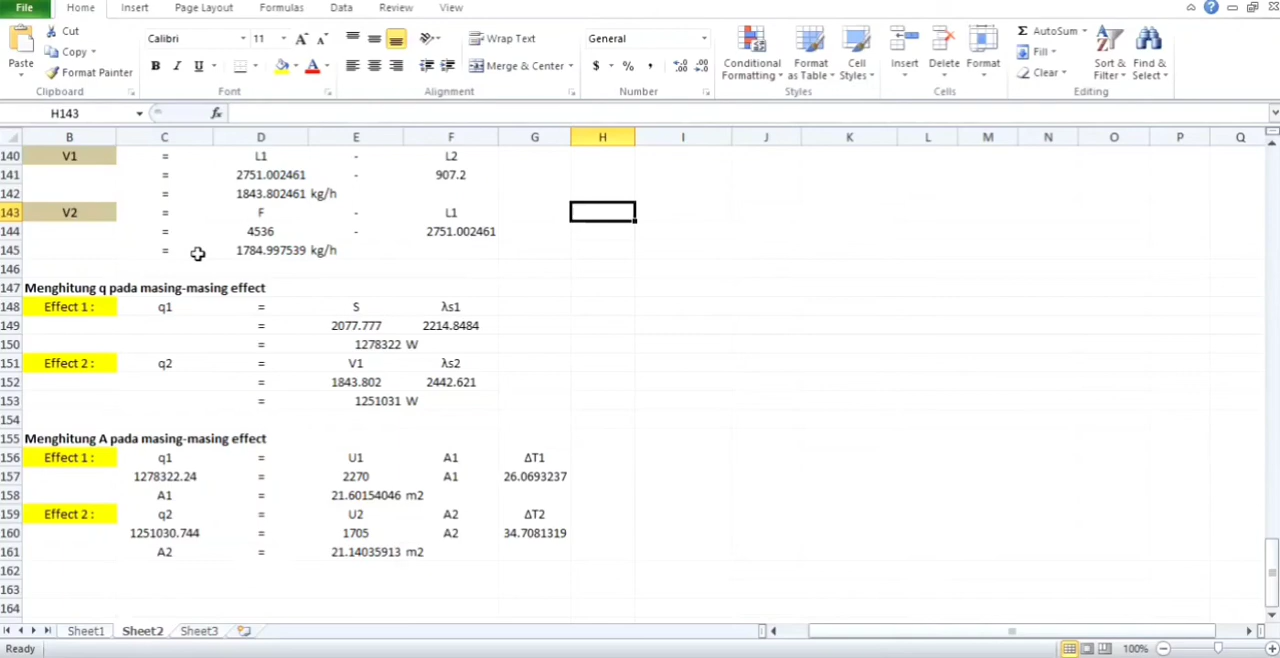 File Home Insert Page Layout Formulas Data Review View
Paste Cut Copy Format Painter Clipboard
Calibri 11 A A B I U A Font
Wrap Text Merge & Center Alignment
General $ % , .0 .00 .00 .0 Number
Conditional Formatting Format as Table Cell Styles Styles
Insert Delete Format Cells
Σ AutoSum Fill Clear Sort & Filter Find & Select Editing
H143 fx
B C D E F G H I J K L M N O P Q
140 V1 = L1 - L2
141 = 2751.002461 - 907.2
142 = 1843.802461 kg/h
143 V2 = F - L1
144 = 4536 - 2751.002461
145 = 1784.997539 kg/h
146
147 Menghitung q pada masing-masing effect
148 Effect 1 : q1 = S λs1
149 = 2077.777 2214.8484
150 = 1278322 W
151 Effect 2 : q2 = V1 λs2
152 = 1843.802 2442.621
153 = 1251031 W
154
155 Menghitung A pada masing-masing effect
156 Effect 1 : q1 = U1 A1 ΔT1
157 1278322.24 = 2270 A1 26.0693237
158 A1 = 21.60154046 m2
159 Effect 2 : q2 = U2 A2 ΔT2
160 1251030.744 = 1705 A2 34.7081319
161 A2 = 21.14035913 m2
162
163
164
Sheet1 Sheet2 Sheet3
Ready 100%